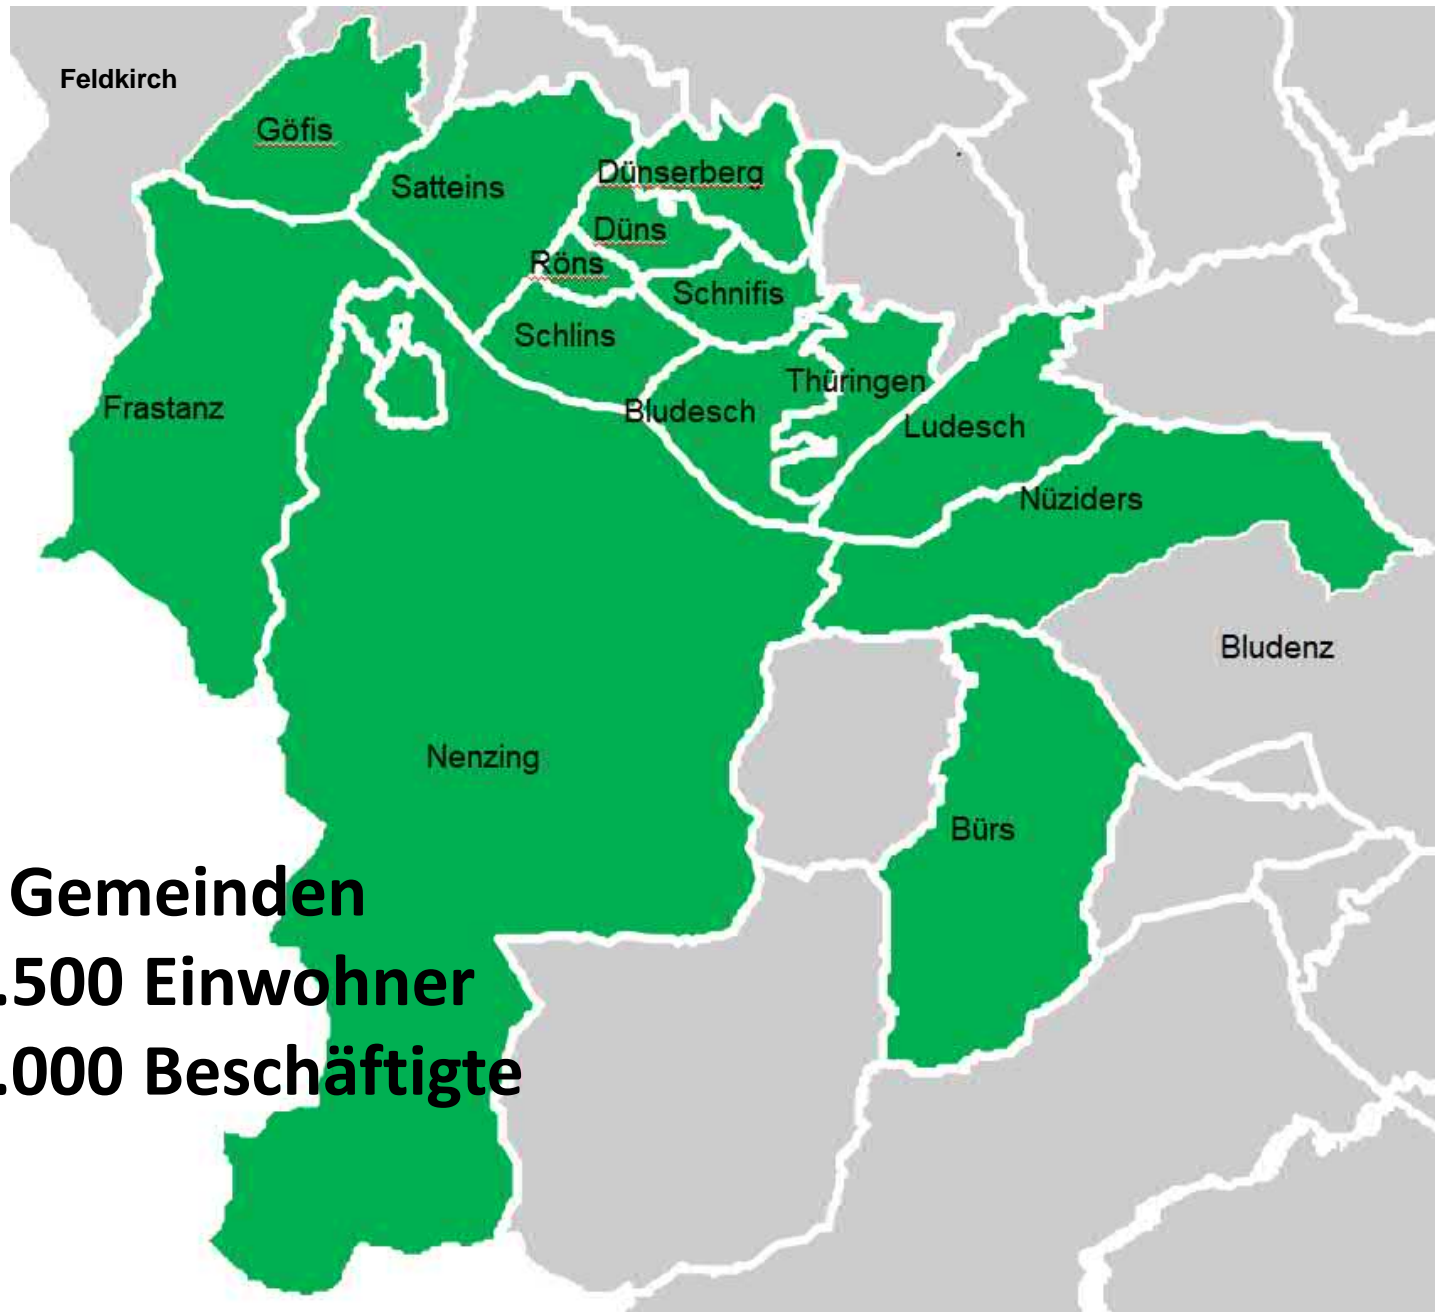 Feldkirch
Göfis
Satteins
Dünserberg
Düns
Röns
Schnifis
Schlins
Thüringen
Frastanz
Bludesch
Ludesch
Nüziders
Bludenz
Nenzing
Bürs
Gemeinden
.500 Einwohner
.000 Beschäftigte